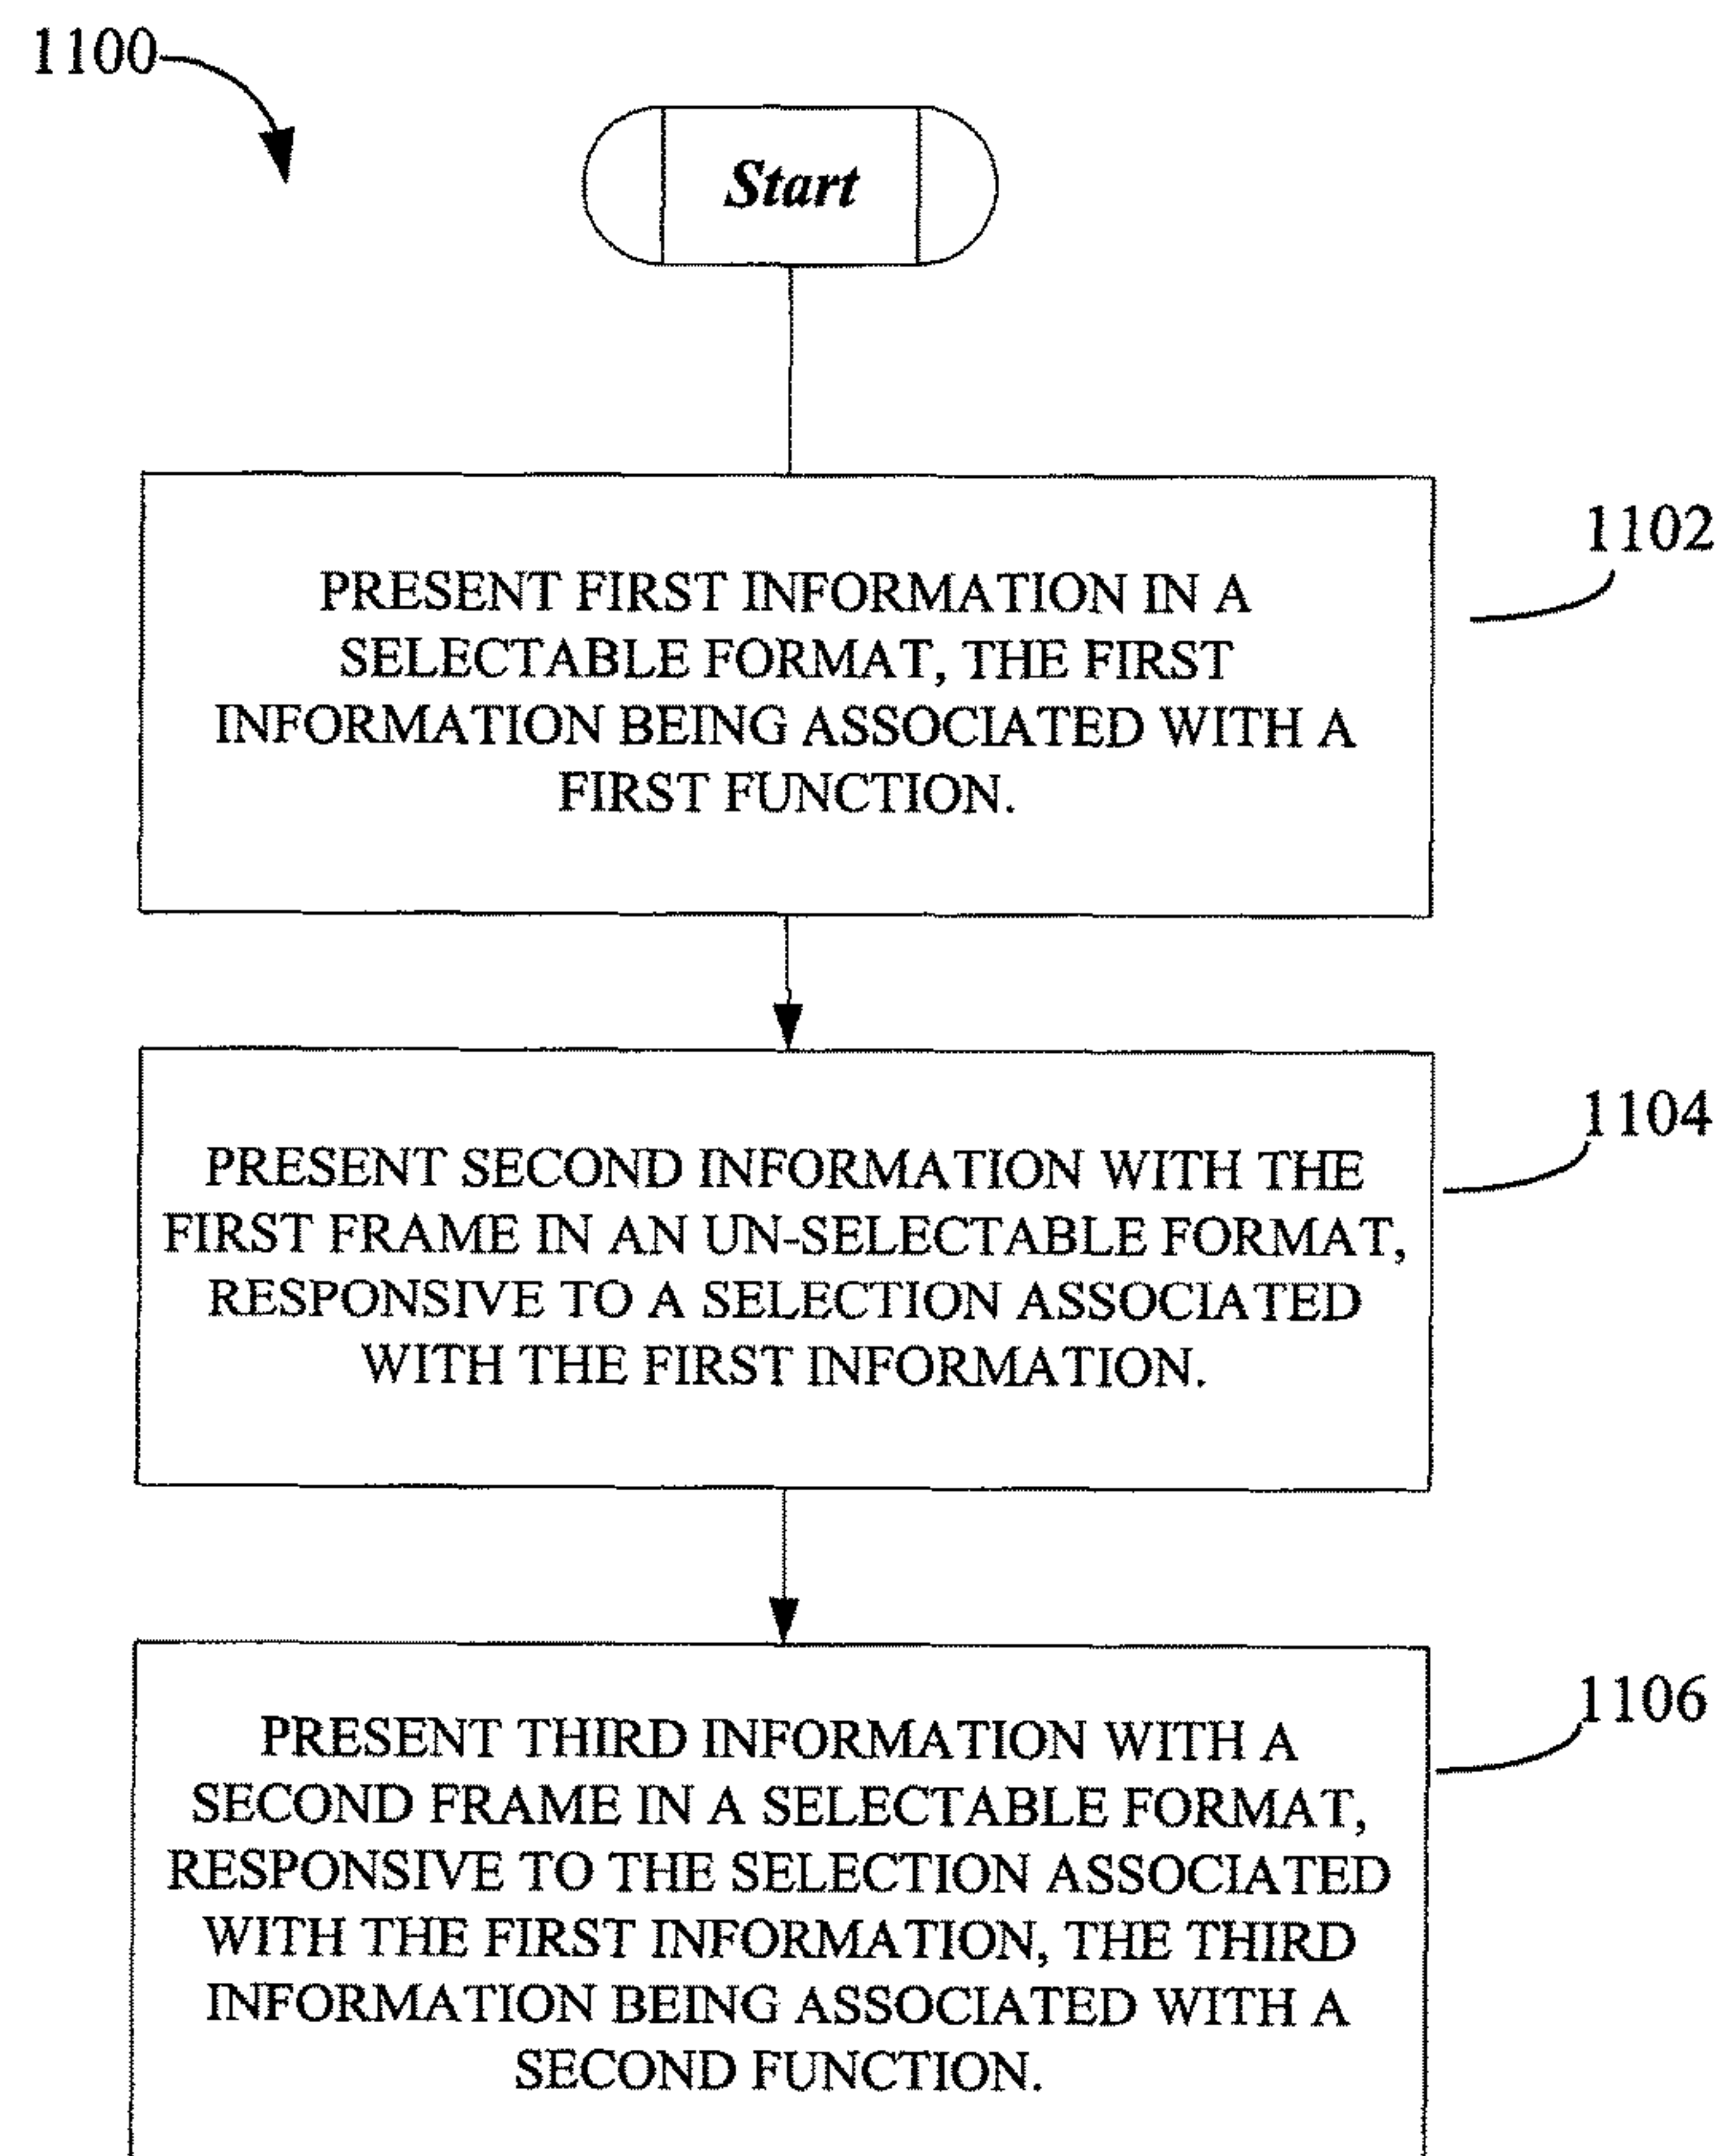 1100
Start
1102
PRESENT FIRST INFORMATION IN A
SELECTABLE FORMAT, THE FIRST
INFORMATION BEING ASSOCIATED WITH A
FIRST FUNCTION.
1104
PRESENT SECOND INFORMATION WITH THE
FIRST FRAME IN AN UN-SELECTABLE FORMAT,
RESPONSIVE TO A SELECTION ASSOCIATED
WITH THE FIRST INFORMATION.
1106
PRESENT THIRD INFORMATION WITH A
SECOND FRAME IN A SELECTABLE FORMAT,
RESPONSIVE TO THE SELECTION ASSOCIATED
WITH THE FIRST INFORMATION, THE THIRD
INFORMATION BEING ASSOCIATED WITH A
SECOND FUNCTION.